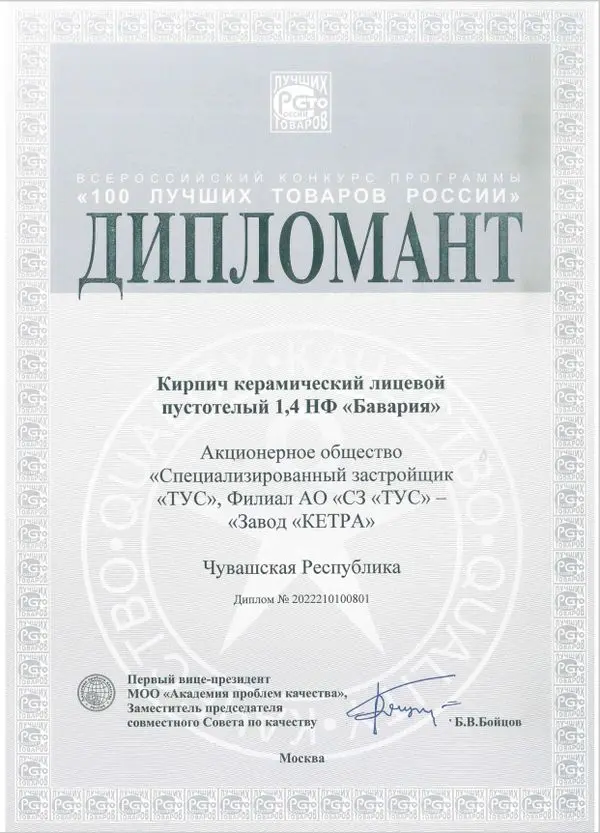 ЛУЧШИХ
РСТО
РОССИИ
ТОВАРОВ
ВСЕРОССИЙСКИЙ КОНКУРС ПРОГРАММЫ
«100 ЛУЧШИХ ТОВАРОВ РОССИИ»
ДИПЛОМАНТ
Кирпич керамический лицевой
пустотелый 1,4 НФ «Бавария»
Акционерное общество
«Специализированный застройщик
«ТУС», Филиал АО «СЗ «ТУС» –
«Завод «КЕТРА»
Чувашская Республика
Диплом № 2022210100801
Первый вице-президент
МОО «Академия проблем качества»,
Заместитель председателя
совместного Совета по качеству
Б.В.Бойцов
Москва